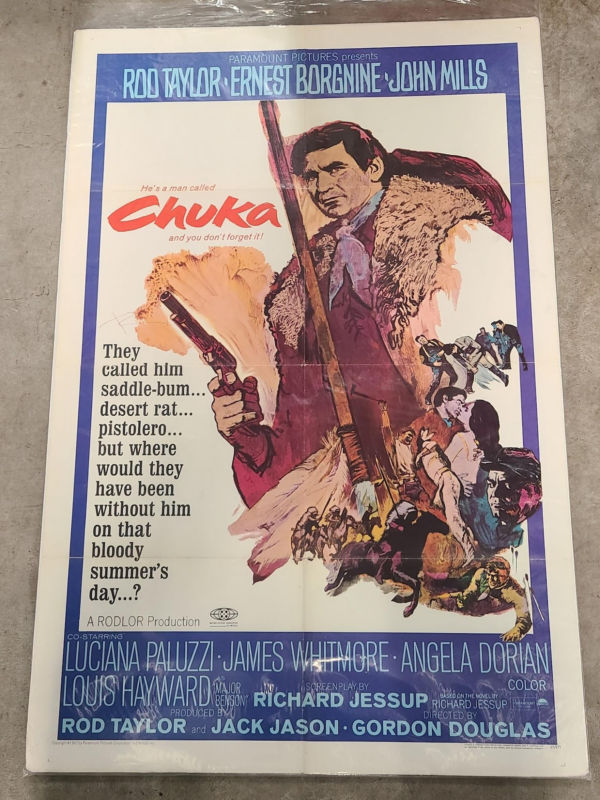 PARAMOUNT PICTURES presents
ROD TAYLOR · ERNEST BORGNINE · JOHN MILLS
He's a man called
Chuka
and you don't forget it!
They
called him
saddle-bum...
desert rat...
pistolero...
but where
would they
have been
without him
on that
bloody
summer's
day...?
A RODLOR Production
CO-STARRING
LUCIANA PALUZZI · JAMES WHITMORE · ANGELA DORIAN
LOUIS HAYWARD "MAJOR BENSON" SCREENPLAY BY RICHARD JESSUP BASED ON THE NOVEL BY RICHARD JESSUP COLOR
PRODUCED BY ROD TAYLOR and JACK JASON · DIRECTED BY GORDON DOUGLAS